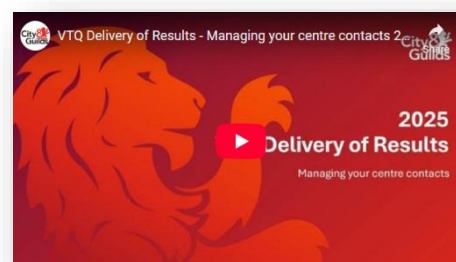 City& Guilds
VTQ Delivery of Results - Managing your centre contacts 2...
City& Guilds
Share
2025
Delivery of Results
Managing your centre contacts